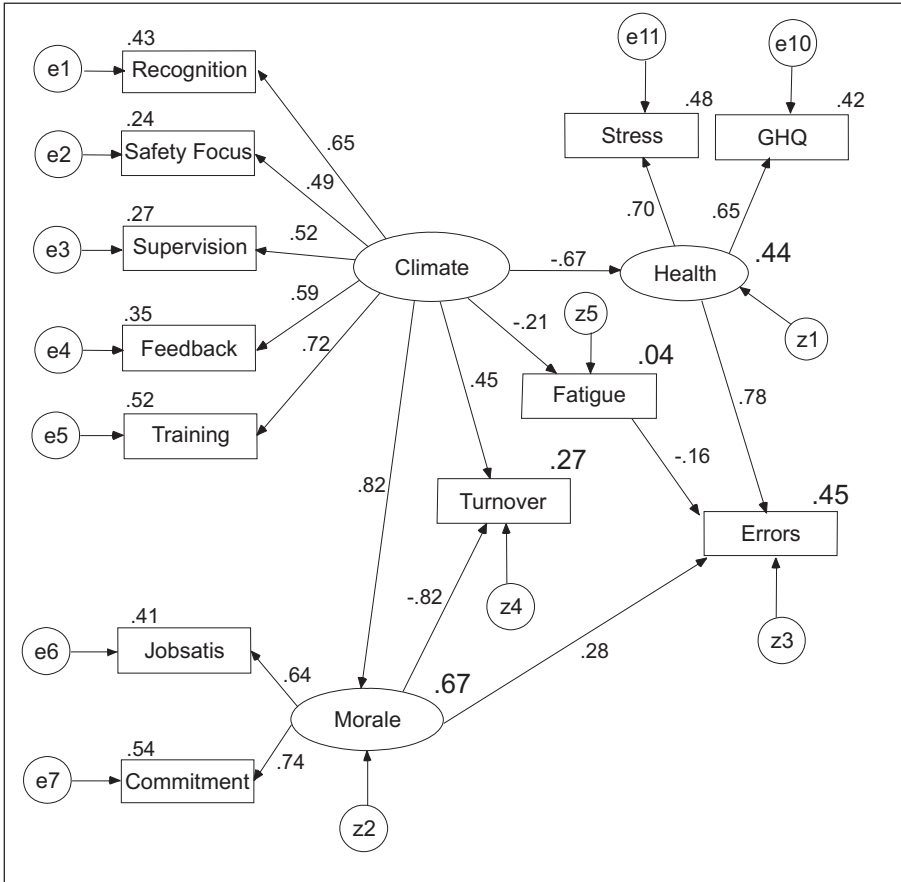 .43
e1
Recognition
.24
e2
Safety Focus
.27
e3
Supervision
.35
e4
Feedback
.52
e5
Training
.65
.49
.52
.59
.72
Climate
e11
e10
.48
Stress
.42
GHQ
.70
.65
-.67
.44
Health
z1
-.21
z5
.04
Fatigue
.45
.78
-.16
.82
.27
Turnover
.45
Errors
-.82
z4
z3
.28
.41
e6
Jobsatis
.64
.67
Morale
.54
e7
Commitment
.74
z2